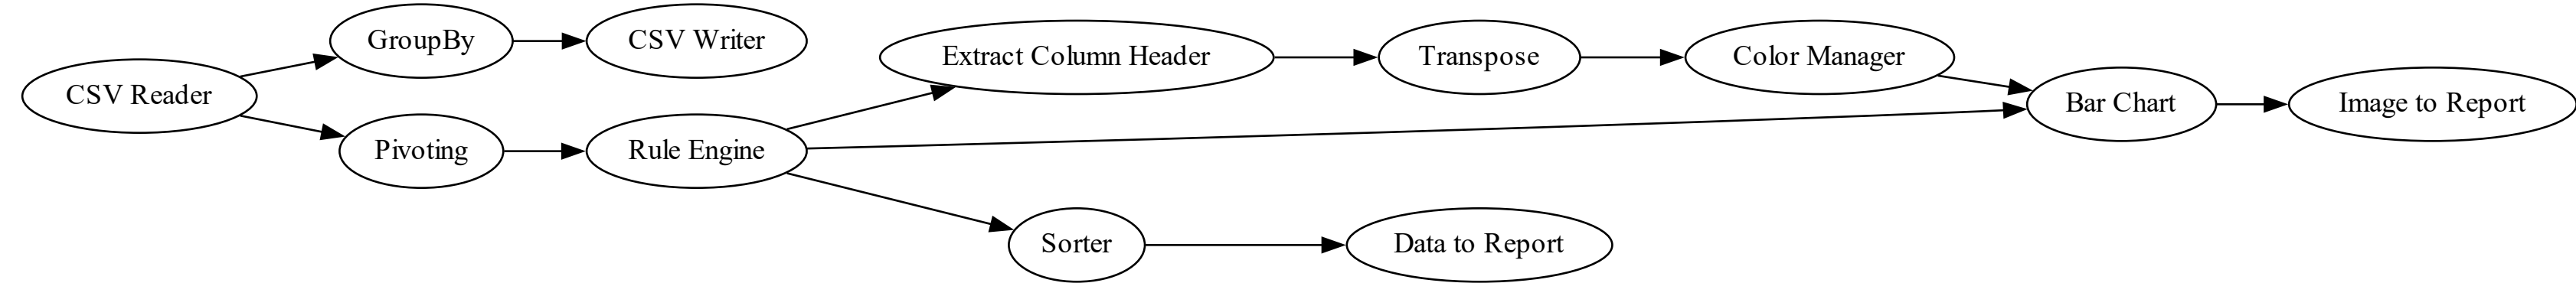 CSV Reader
GroupBy
CSV Writer
Pivoting
Rule Engine
Extract Column Header
Transpose
Color Manager
Bar Chart
Image to Report
Sorter
Data to Report